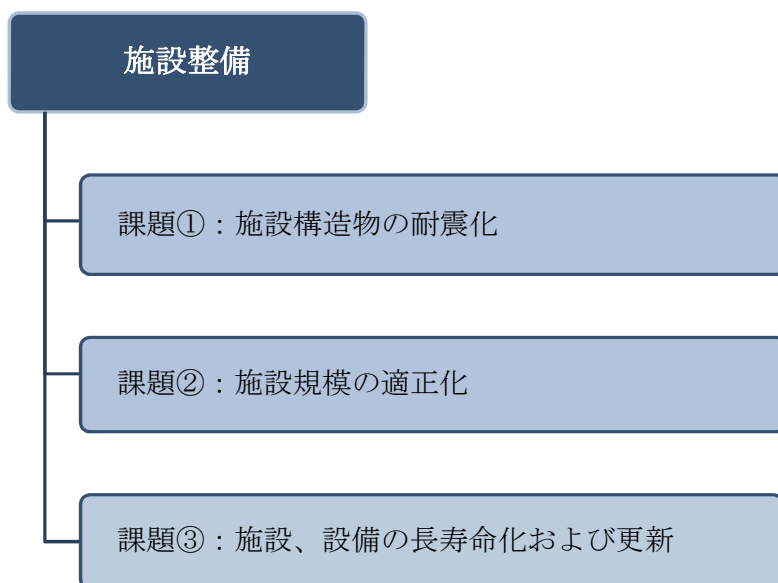 施設整備
課題①：施設構造物の耐震化
課題②：施設規模の適正化
課題③：施設、設備の長寿命化および更新